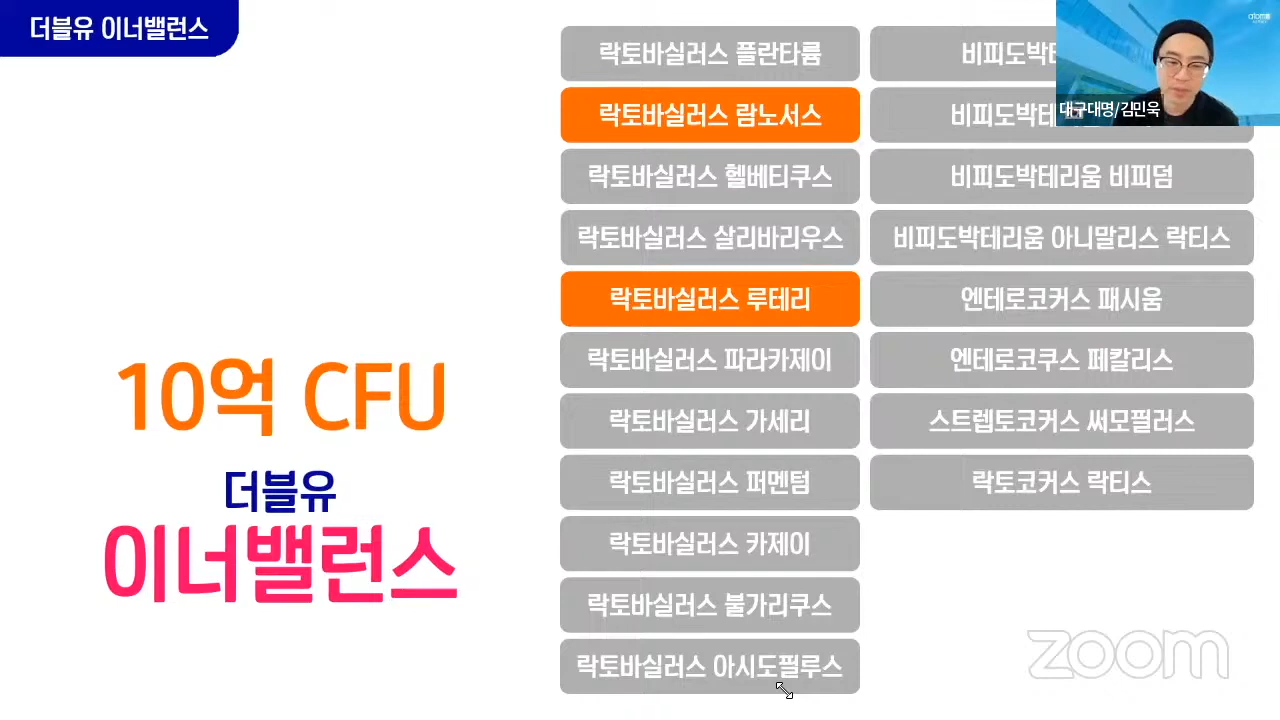 더블유 이너밸런스
10억 CFU
더블유
이너밸런스
락토바실러스 플란타룸
락토바실러스 람노서스
락토바실러스 헬베티쿠스
락토바실러스 살리바리우스
락토바실러스 루테리
락토바실러스 파라카제이
락토바실러스 가세리
락토바실러스 퍼멘텀
락토바실러스 카제이
락토바실러스 불가리쿠스
락토바실러스 아시도필루스
비피도박테리움 비피덤
비피도박테리움 아니말리스 락티스
엔테로코커스 패시움
엔테로코쿠스 페칼리스
스트렙토코커스 써모필러스
락토코커스 락티스
대구대명/김민욱
atomy
zoom